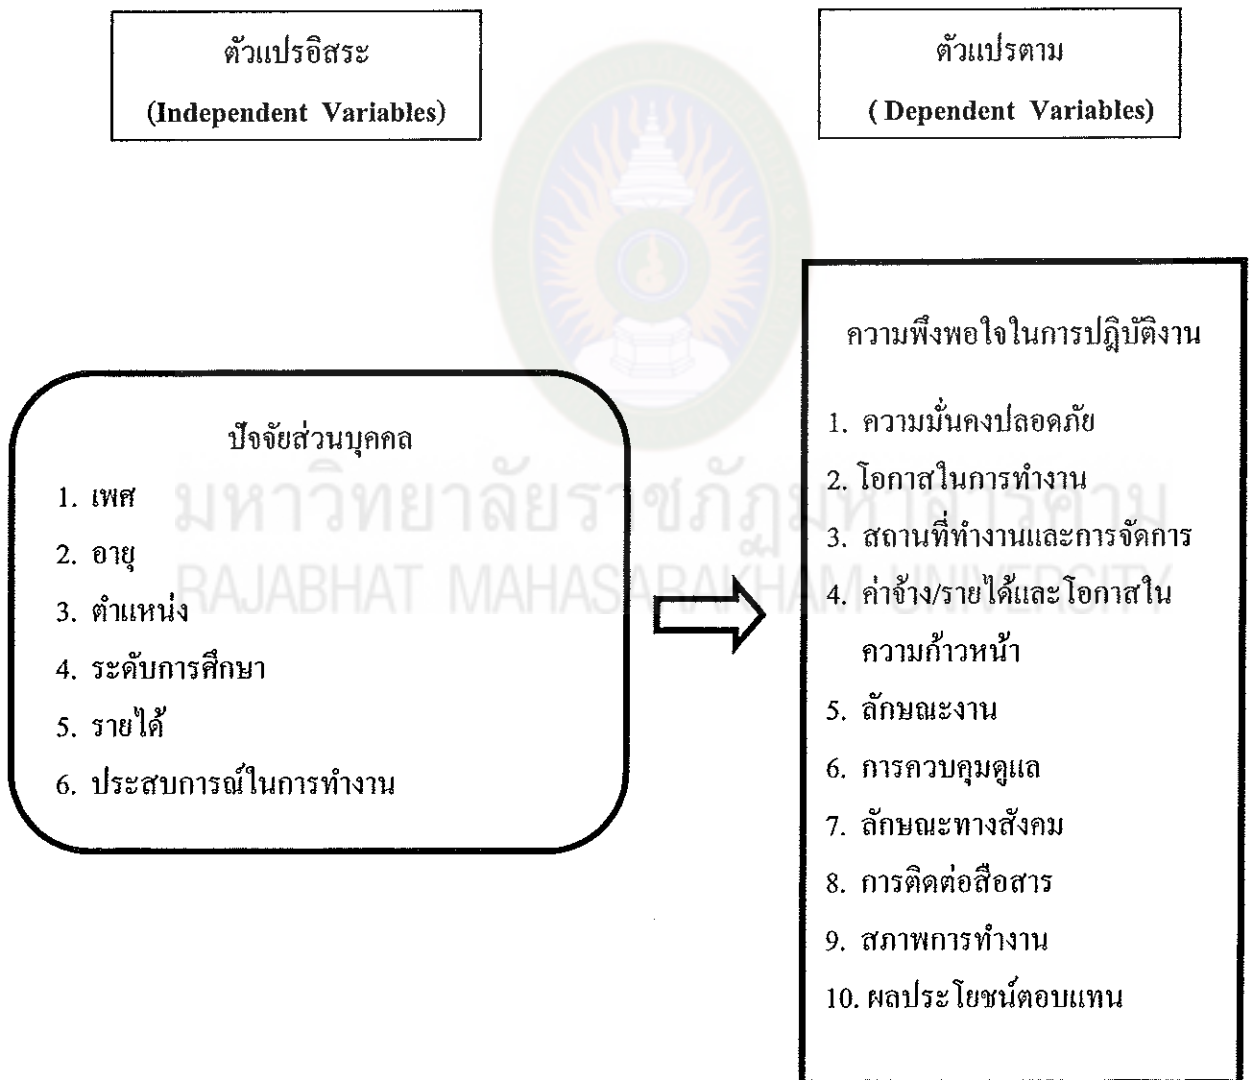 ตัวแปรอิสระ
(Independent Variables)
ตัวแปรตาม
( Dependent Variables)
ปัจจัยส่วนบุคคล
1. เพศ
2. อายุ
3. ตำแหน่ง
4. ระดับการศึกษา
5. รายได้
6. ประสบการณ์ในการทำงาน
ความพึงพอใจในการปฏิบัติงาน
1. ความมั่นคงปลอดภัย
2. โอกาสในการทำงาน
3. สถานที่ทำงานและการจัดการ
4. ค่าจ้าง/รายได้และโอกาสใน
ความก้าวหน้า
5. ลักษณะงาน
6. การควบคุมดูแล
7. ลักษณะทางสังคม
8. การติดต่อสื่อสาร
9. สภาพการทำงาน
10. ผลประโยชน์ตอบแทน
มหาวิทยาลัยราชภัฏมหาสารคาม
RAJABHAT MAHASARAKHAM UNIVERSITY